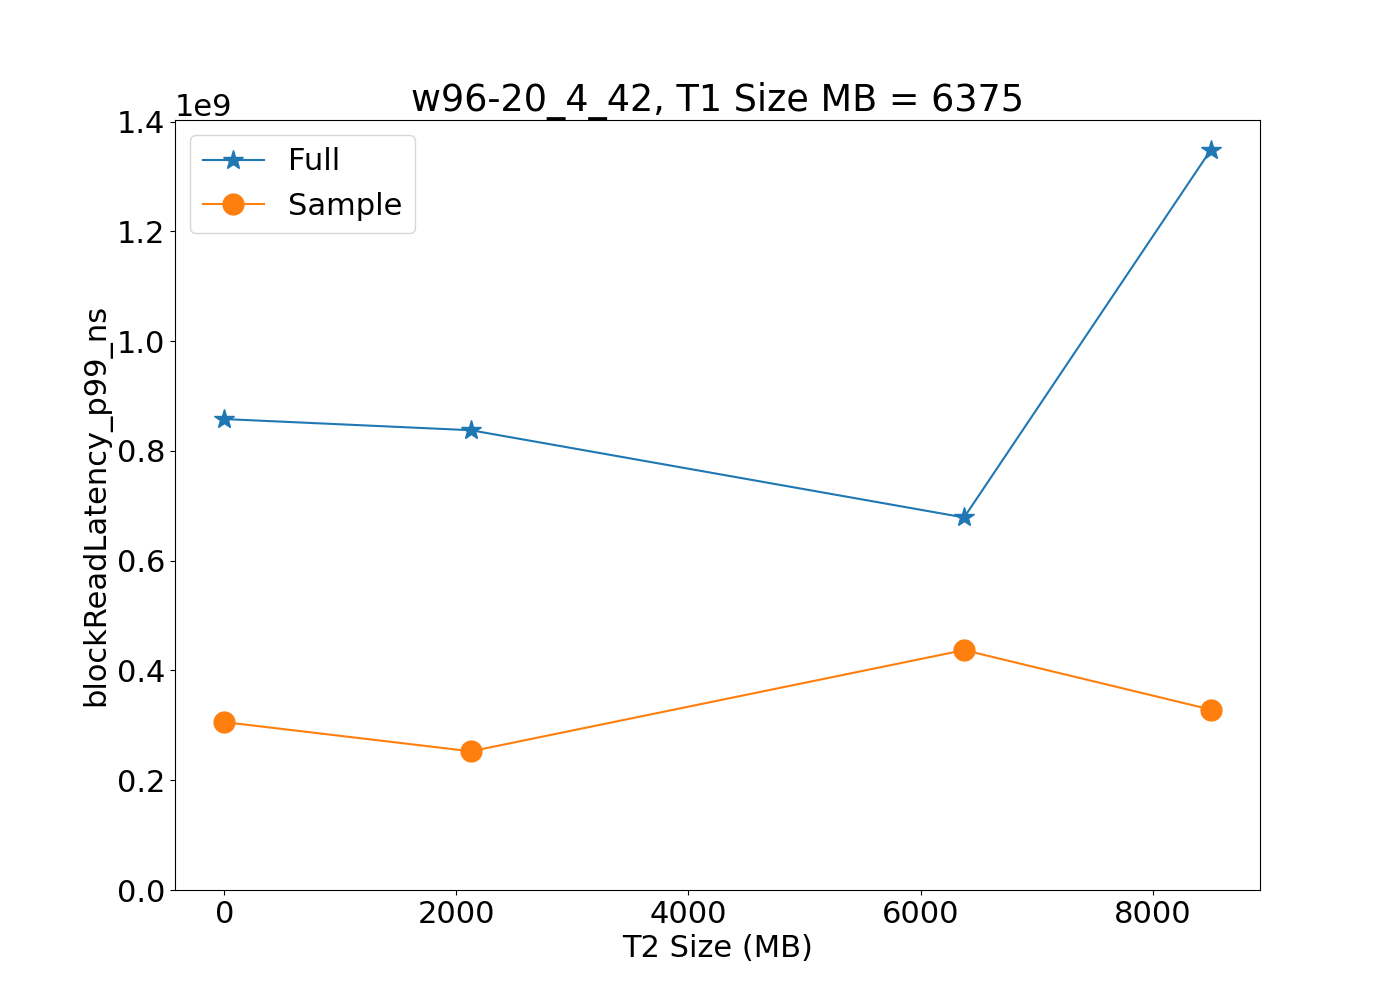 w96-20_4_42, T1 Size MB = 6375
1e9
1.4
1.2
1.0
0.8
0.6
0.4
0.2
0.0
blockReadLatency_p99_ns
Full
Sample
0 2000 4000 6000 8000
T2 Size (MB)